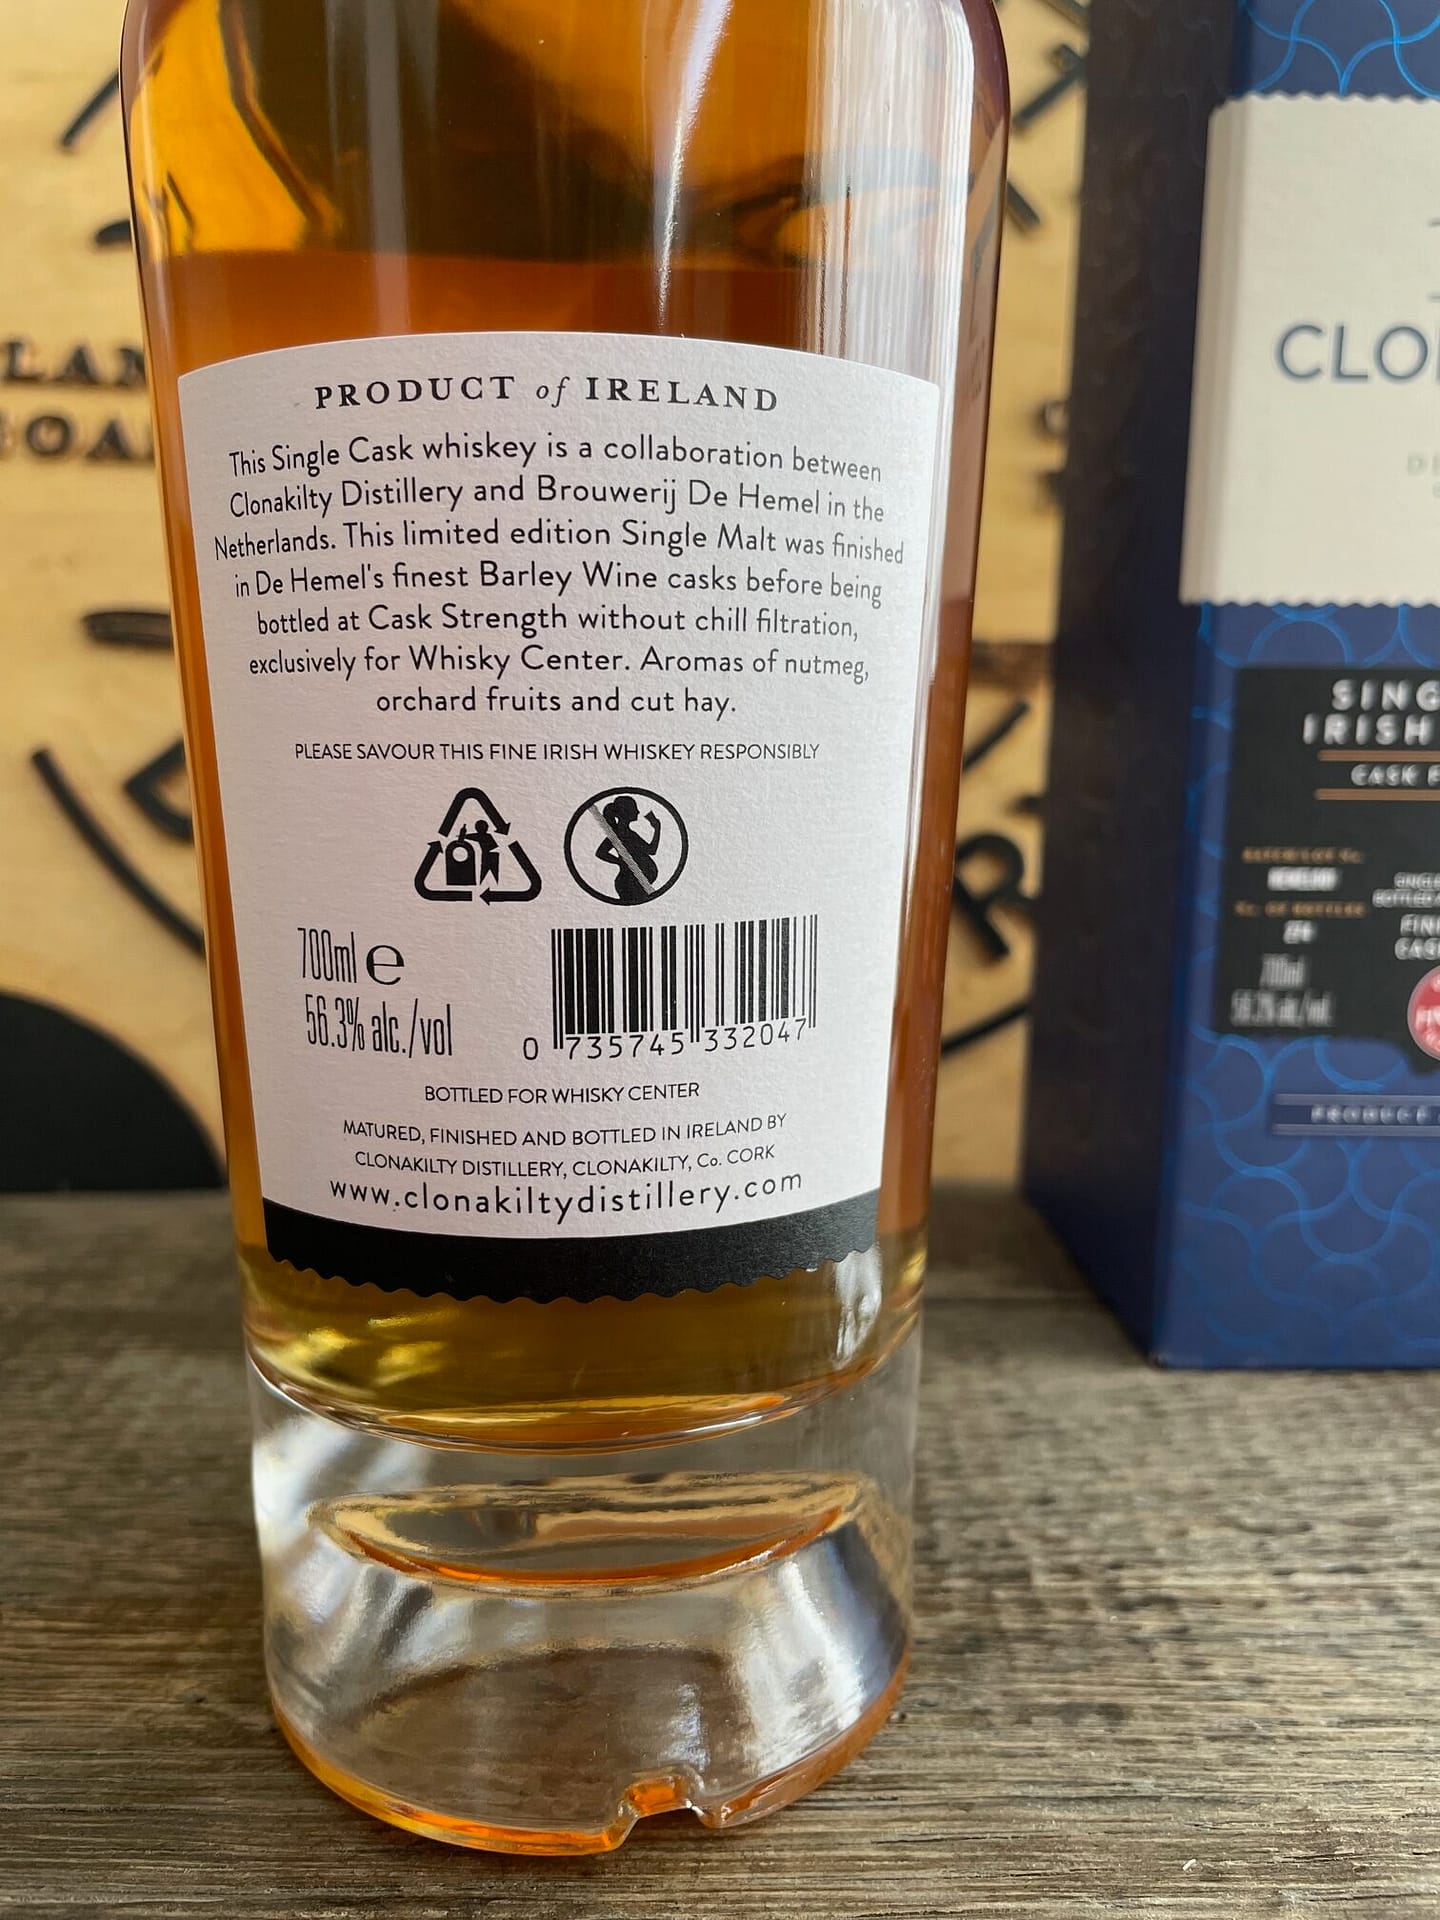 PRODUCT of IRELAND
This Single Cask whiskey is a collaboration between
Clonakilty Distillery and Brouwerij De Hemel in the
Netherlands. This limited edition Single Malt was finished
in De Hemel's finest Barley Wine casks before being
bottled at Cask Strength without chill filtration,
exclusively for Whisky Center. Aromas of nutmeg,
orchard fruits and cut hay.
PLEASE SAVOUR THIS FINE IRISH WHISKEY RESPONSIBLY
700ml e
56.3% alc./vol
0 735745 332047
BOTTLED FOR WHISKY CENTER
MATURED, FINISHED AND BOTTLED IN IRELAND BY
CLONAKILTY DISTILLERY, CLONAKILTY, Co. CORK
www.clonakiltydistillery.com
CLO
SING
IRISH
CASK F
FIN
CAS
700ml
PRODUCT